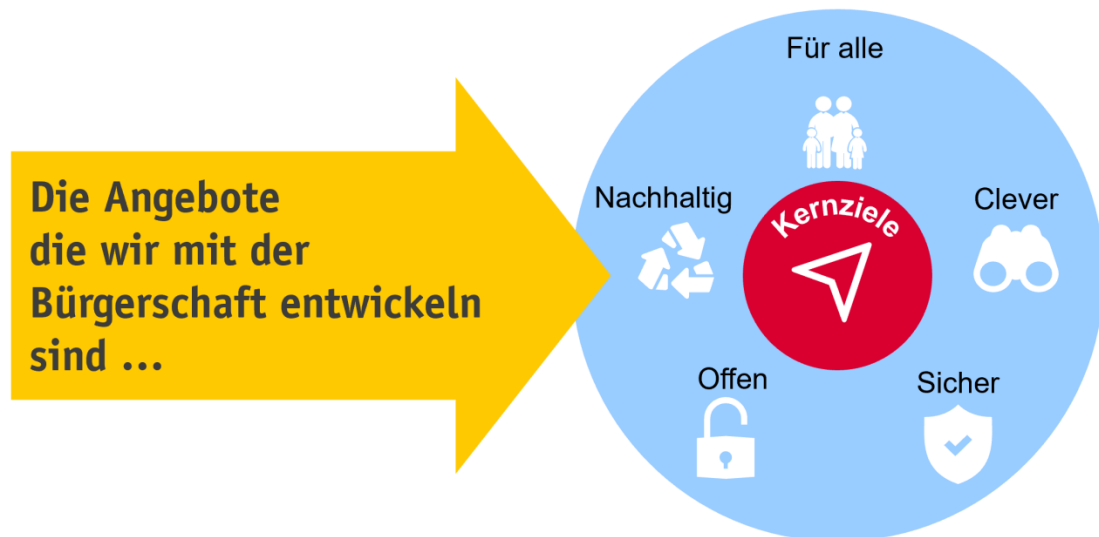 Die Angebote
die wir mit der
Bürgerschaft entwickeln
sind ...
Für alle
Nachhaltig
Kernziele
Clever
Offen
Sicher